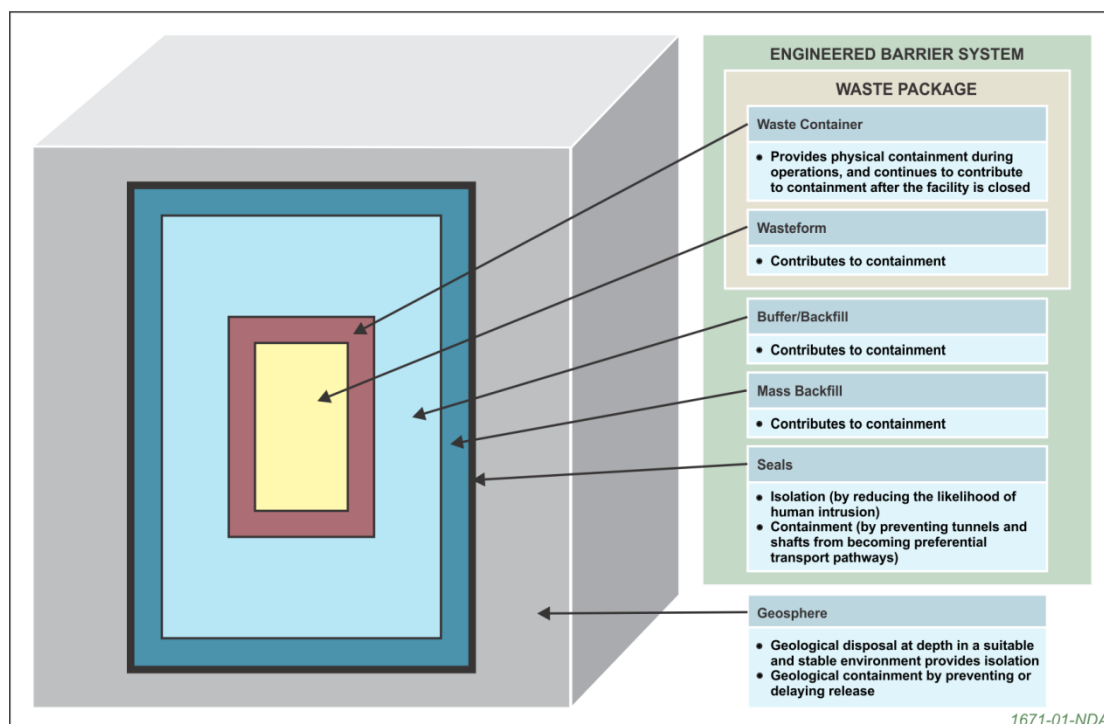 ENGINEERED BARRIER SYSTEM
WASTE PACKAGE
Waste Container
• Provides physical containment during
operations, and continues to contribute
to containment after the facility is closed
Wasteform
• Contributes to containment
Buffer/Backfill
• Contributes to containment
Mass Backfill
• Contributes to containment
Seals
• Isolation (by reducing the likelihood of
human intrusion)
• Containment (by preventing tunnels and
shafts from becoming preferential
transport pathways)
Geosphere
• Geological disposal at depth in a suitable
and stable environment provides isolation
• Geological containment by preventing or
delaying release
1671-01-NDA